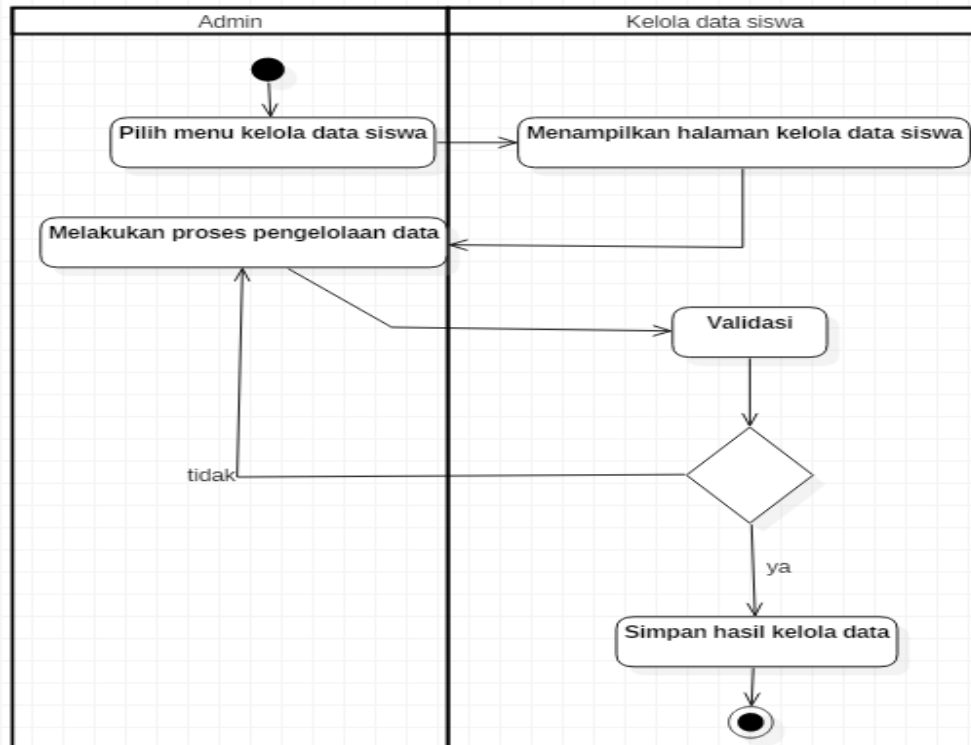 Admin
Kelola data siswa
Pilih menu kelola data siswa
Menampilkan halaman kelola data siswa
Melakukan proses pengelolaan data
Validasi
tidak
ya
Simpan hasil kelola data